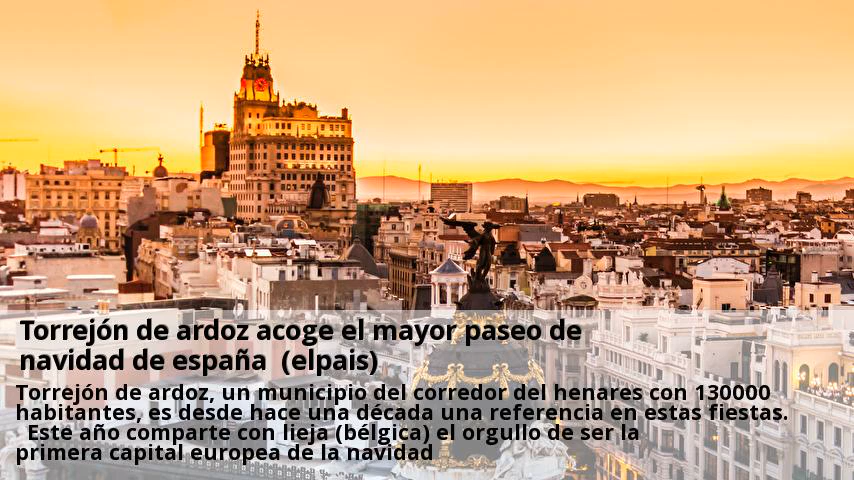 Torrejón de ardoz acoge el mayor paseo de
navidad de españa (elpais)
Torrejón de ardoz, un municipio del corredor del henares con 130000
habitantes, es desde hace una década una referencia en estas fiestas.
Este año comparte con lieja (bélgica) el orgullo de ser la
primera capital europea de la navidad